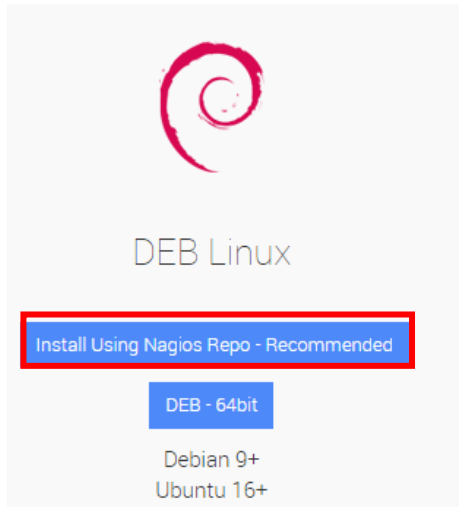 DEB Linux
Install Using Nagios Repo - Recommended
DEB - 64bit
Debian 9+
Ubuntu 16+